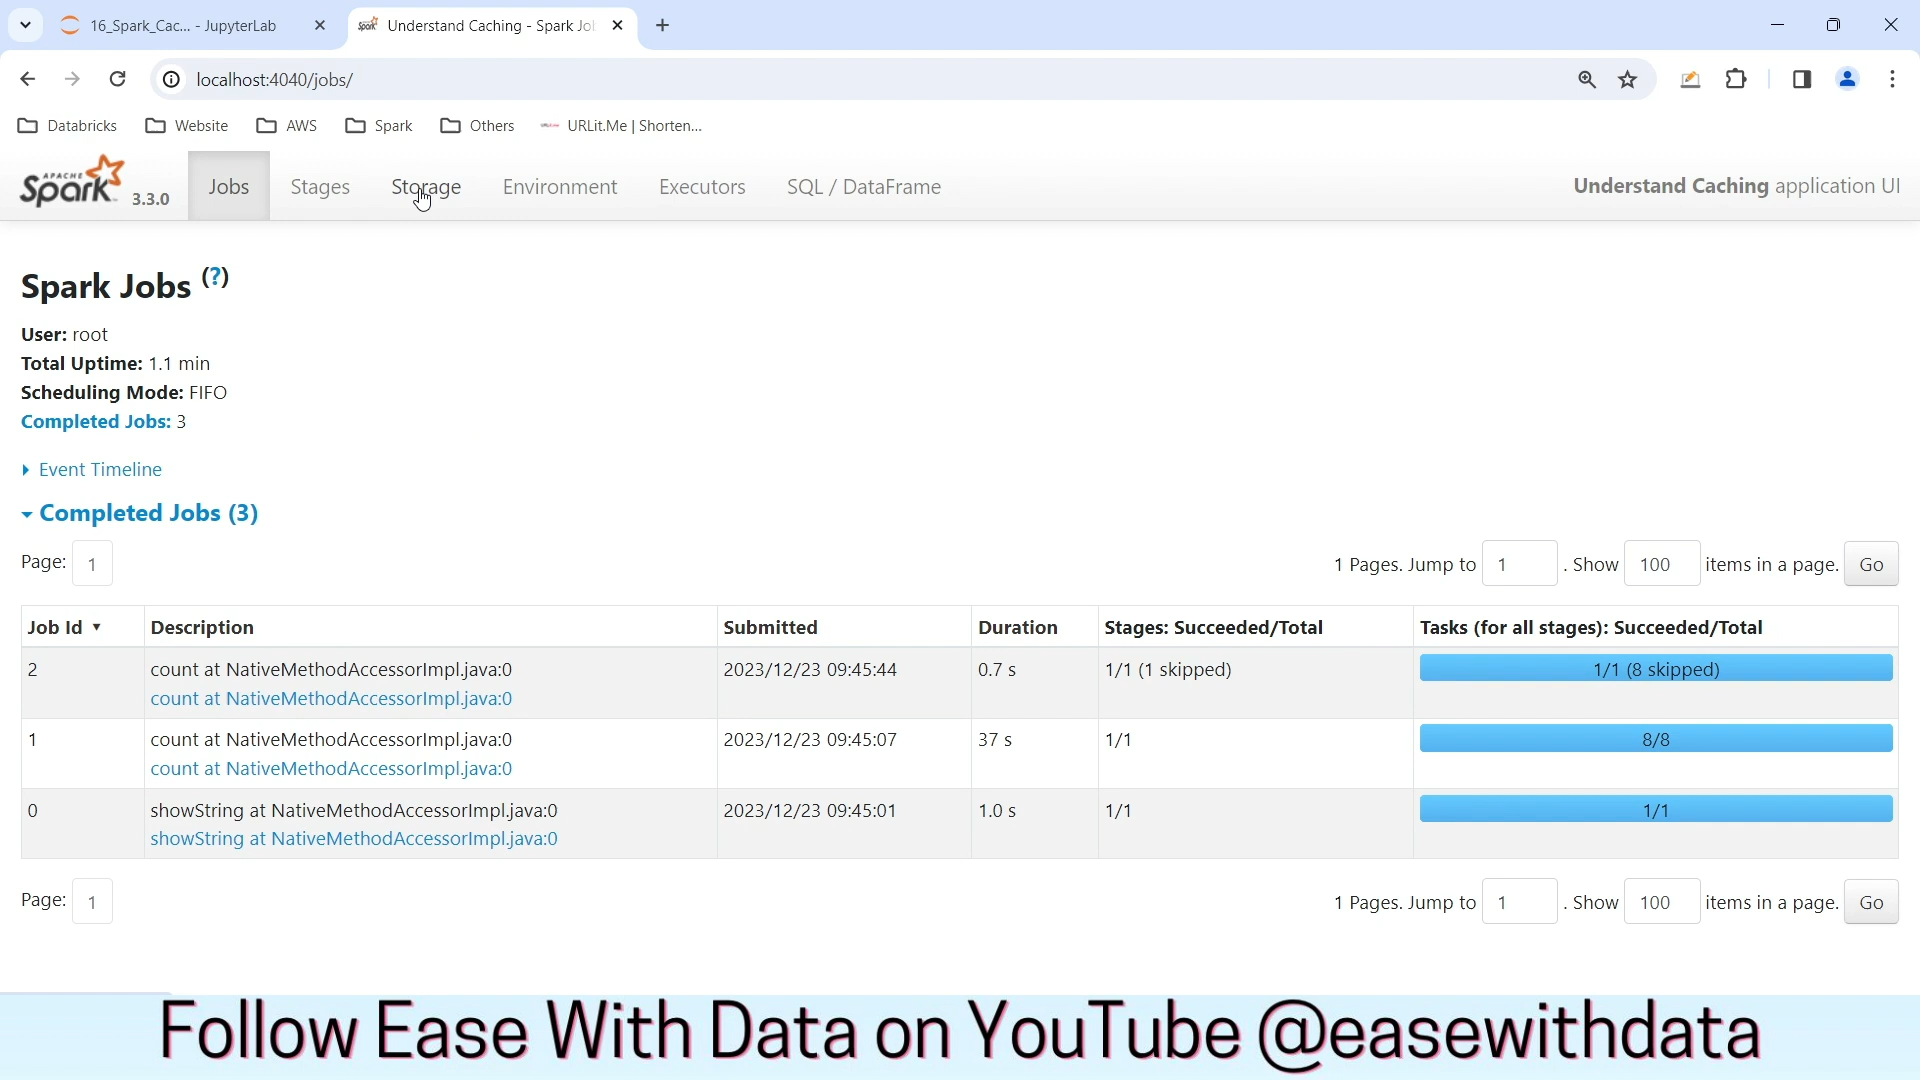 16_Spark_Cac... - JupyterLab
Understand Caching - Spark Jo
localhost:4040/jobs/
Databricks
Website
AWS
Spark
Others
URLit.Me | Shorten...
APACHE Spark 3.3.0
Jobs
Stages
Storage
Environment
Executors
SQL / DataFrame
Understand Caching application UI
Spark Jobs (?)
User: root
Total Uptime: 1.1 min
Scheduling Mode: FIFO
Completed Jobs: 3
Event Timeline
Completed Jobs (3)
Page: 1
1 Pages. Jump to 1 . Show 100 items in a page. Go
Job Id ▼ Description Submitted Duration Stages: Succeeded/Total Tasks (for all stages): Succeeded/Total
2 count at NativeMethodAccessorImpl.java:0 2023/12/23 09:45:44 0.7 s 1/1 (1 skipped) 1/1 (8 skipped)
count at NativeMethodAccessorImpl.java:0
1 count at NativeMethodAccessorImpl.java:0 2023/12/23 09:45:07 37 s 1/1 8/8
count at NativeMethodAccessorImpl.java:0
0 showString at NativeMethodAccessorImpl.java:0 2023/12/23 09:45:01 1.0 s 1/1 1/1
showString at NativeMethodAccessorImpl.java:0
Page: 1
1 Pages. Jump to 1 . Show 100 items in a page. Go
Follow Ease With Data on YouTube @easewithdata